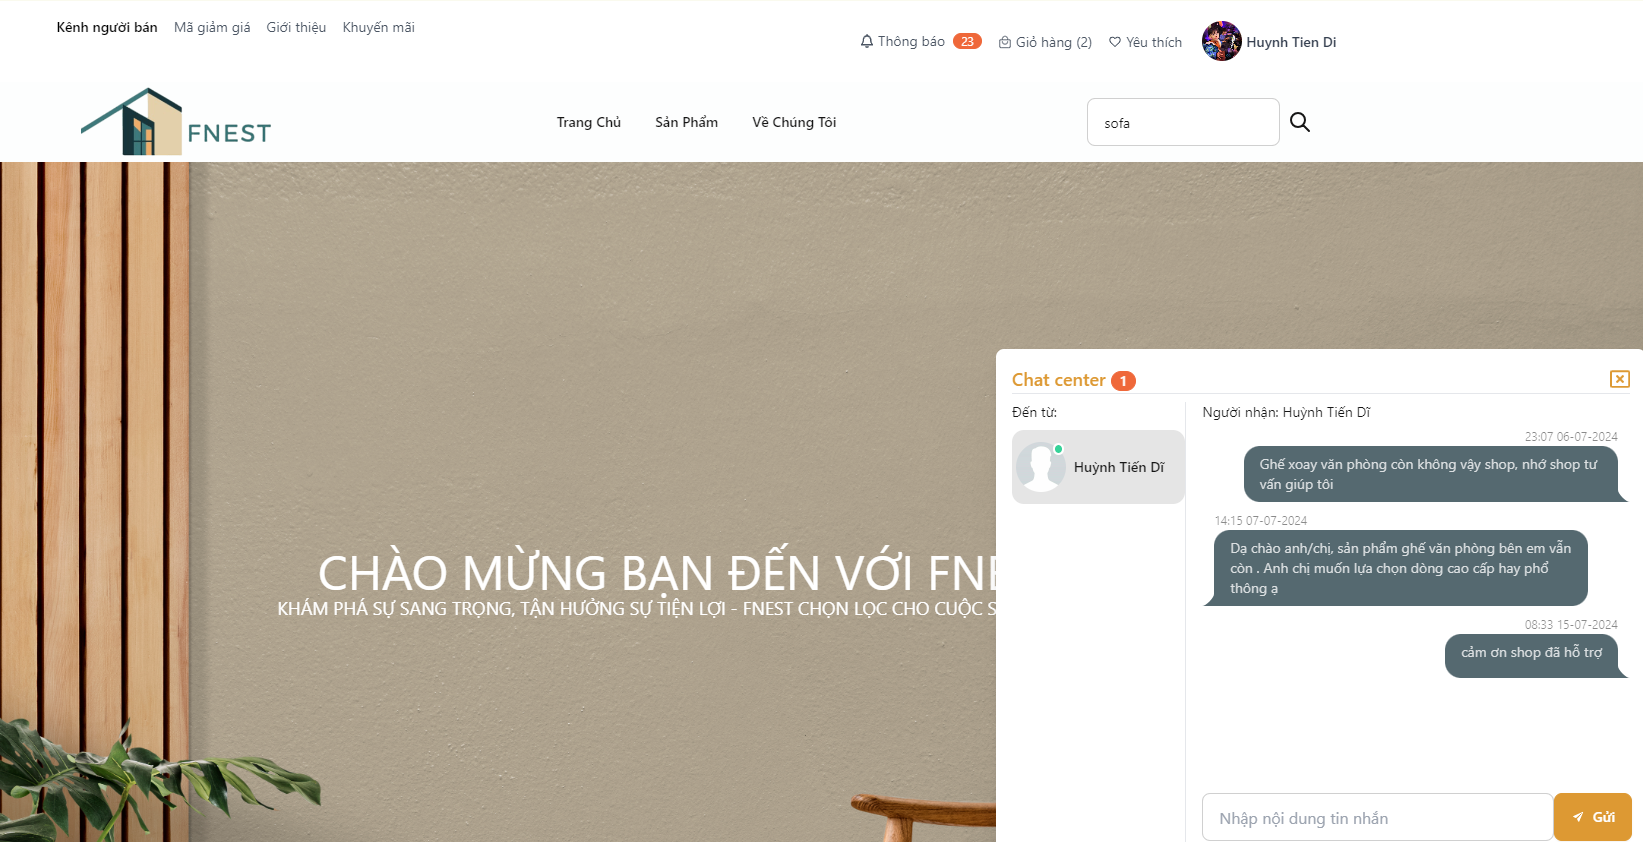 Kênh người bán Mã giảm giá Giới thiệu Khuyến mãi
Thông báo 23 Giỏ hàng (2) Yêu thích Huynh Tien Di
FNEST
Trang Chủ Sản Phẩm Về Chúng Tôi
sofa
CHÀO MỪNG BẠN ĐẾN VỚI FNE
KHÁM PHÁ SỰ SANG TRỌNG, TẬN HƯỞNG SỰ TIỆN LỢI - FNEST CHỌN LỌC CHO CUỘC S
Chat center 1
Đến từ:
Huỳnh Tiến Dĩ
Người nhận: Huỳnh Tiến Dĩ
23:07 06-07-2024
Ghế xoay văn phòng còn không vậy shop, nhớ shop tư
vấn giúp tôi
14:15 07-07-2024
Dạ chào anh/chị, sản phẩm ghế văn phòng bên em vẫn
còn . Anh chị muốn lựa chọn dòng cao cấp hay phổ
thông ạ
08:33 15-07-2024
cảm ơn shop đã hỗ trợ
Nhập nội dung tin nhắn
Gửi